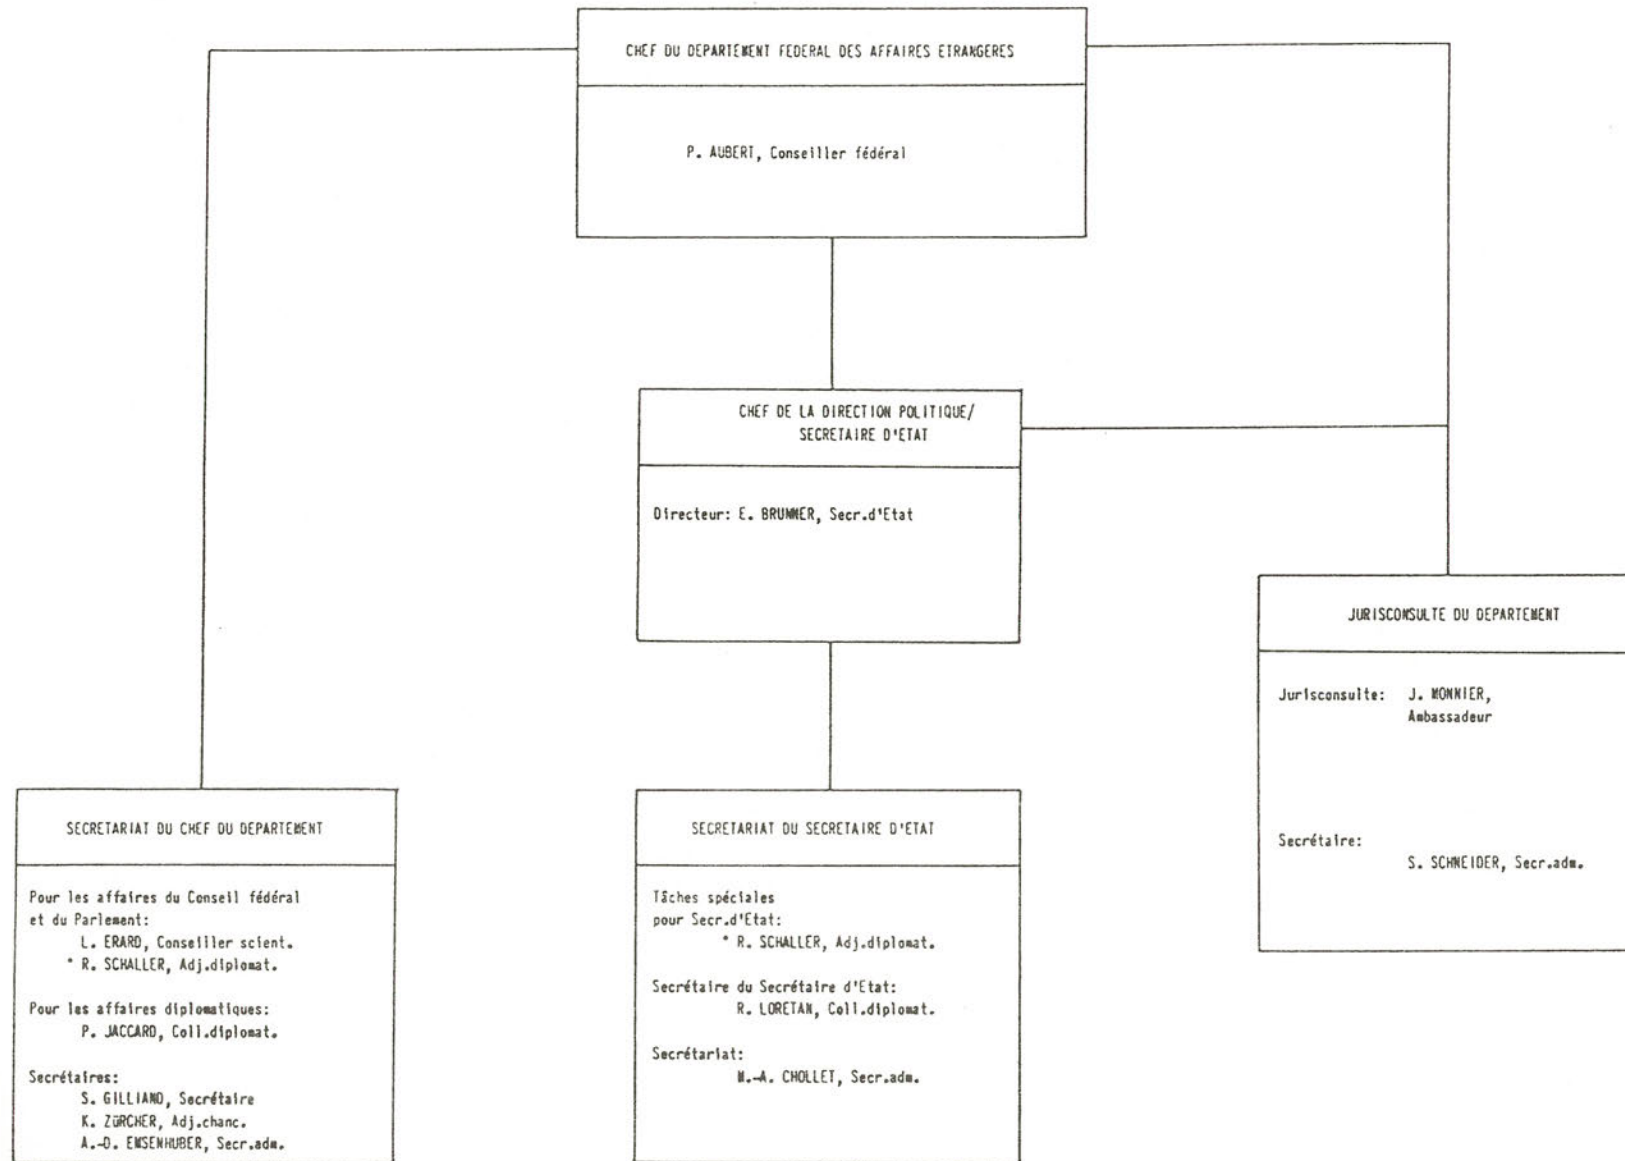 CHEF DU DEPARTEMENT FEDERAL DES AFFAIRES ETRANGERES
P. AUBERT, Conseiller fédéral
CHEF DE LA DIRECTION POLITIQUE/
SECRETAIRE D'ETAT
Directeur: E. BRUNNER, Secr.d'Etat
JURISCONSULTE DU DEPARTEMENT
Jurisconsulte: J. MONNIER,
Ambassadeur
Secrétaire:
S. SCHNEIDER, Secr.adm.
SECRETARIAT DU CHEF DU DEPARTEMENT
Pour les affaires du Conseil fédéral
et du Parlement:
L. ERARD, Conseiller scient.
* R. SCHALLER, Adj.diplomat.
Pour les affaires diplomatiques:
P. JACCARD, Coll.diplomat.
Secrétaires:
S. GILLIAND, Secrétaire
K. ZüRCHER, Adj.chanc.
A.-D. EMSENHUBER, Secr.adm.
SECRETARIAT DU SECRETAIRE D'ETAT
Tâches spéciales
pour Secr.d'Etat:
* R. SCHALLER, Adj.diplomat.
Secrétaire du Secrétaire d'Etat:
R. LORETAN, Coll.diplomat.
Secrétariat:
M.-A. CHOLLET, Secr.adm.